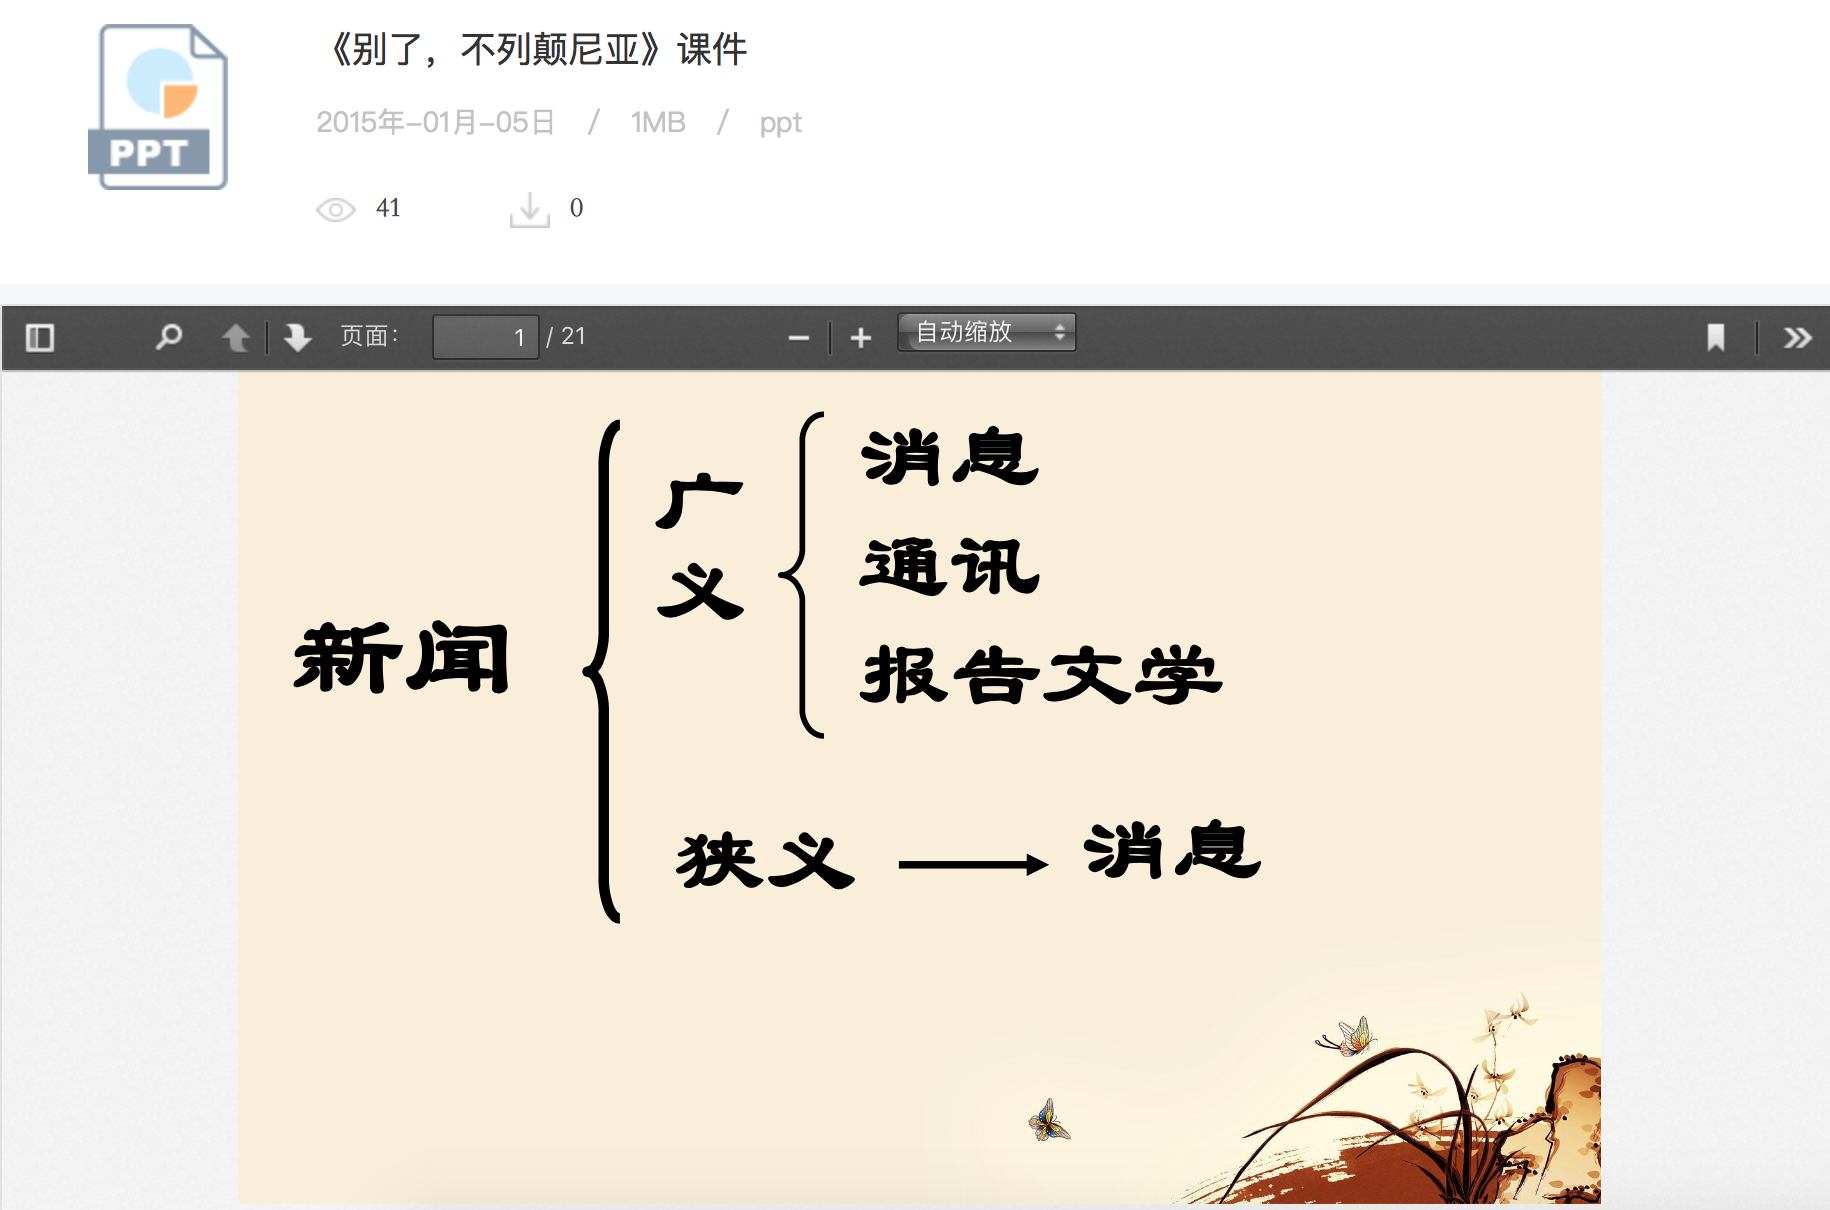 《别了，不列颠尼亚》课件
2015年-01月-05日 / 1MB / ppt
PPT
41 0
页面： 1 / 21 自动缩放
新闻
广义
消息
通讯
报告文学
狭义
消息